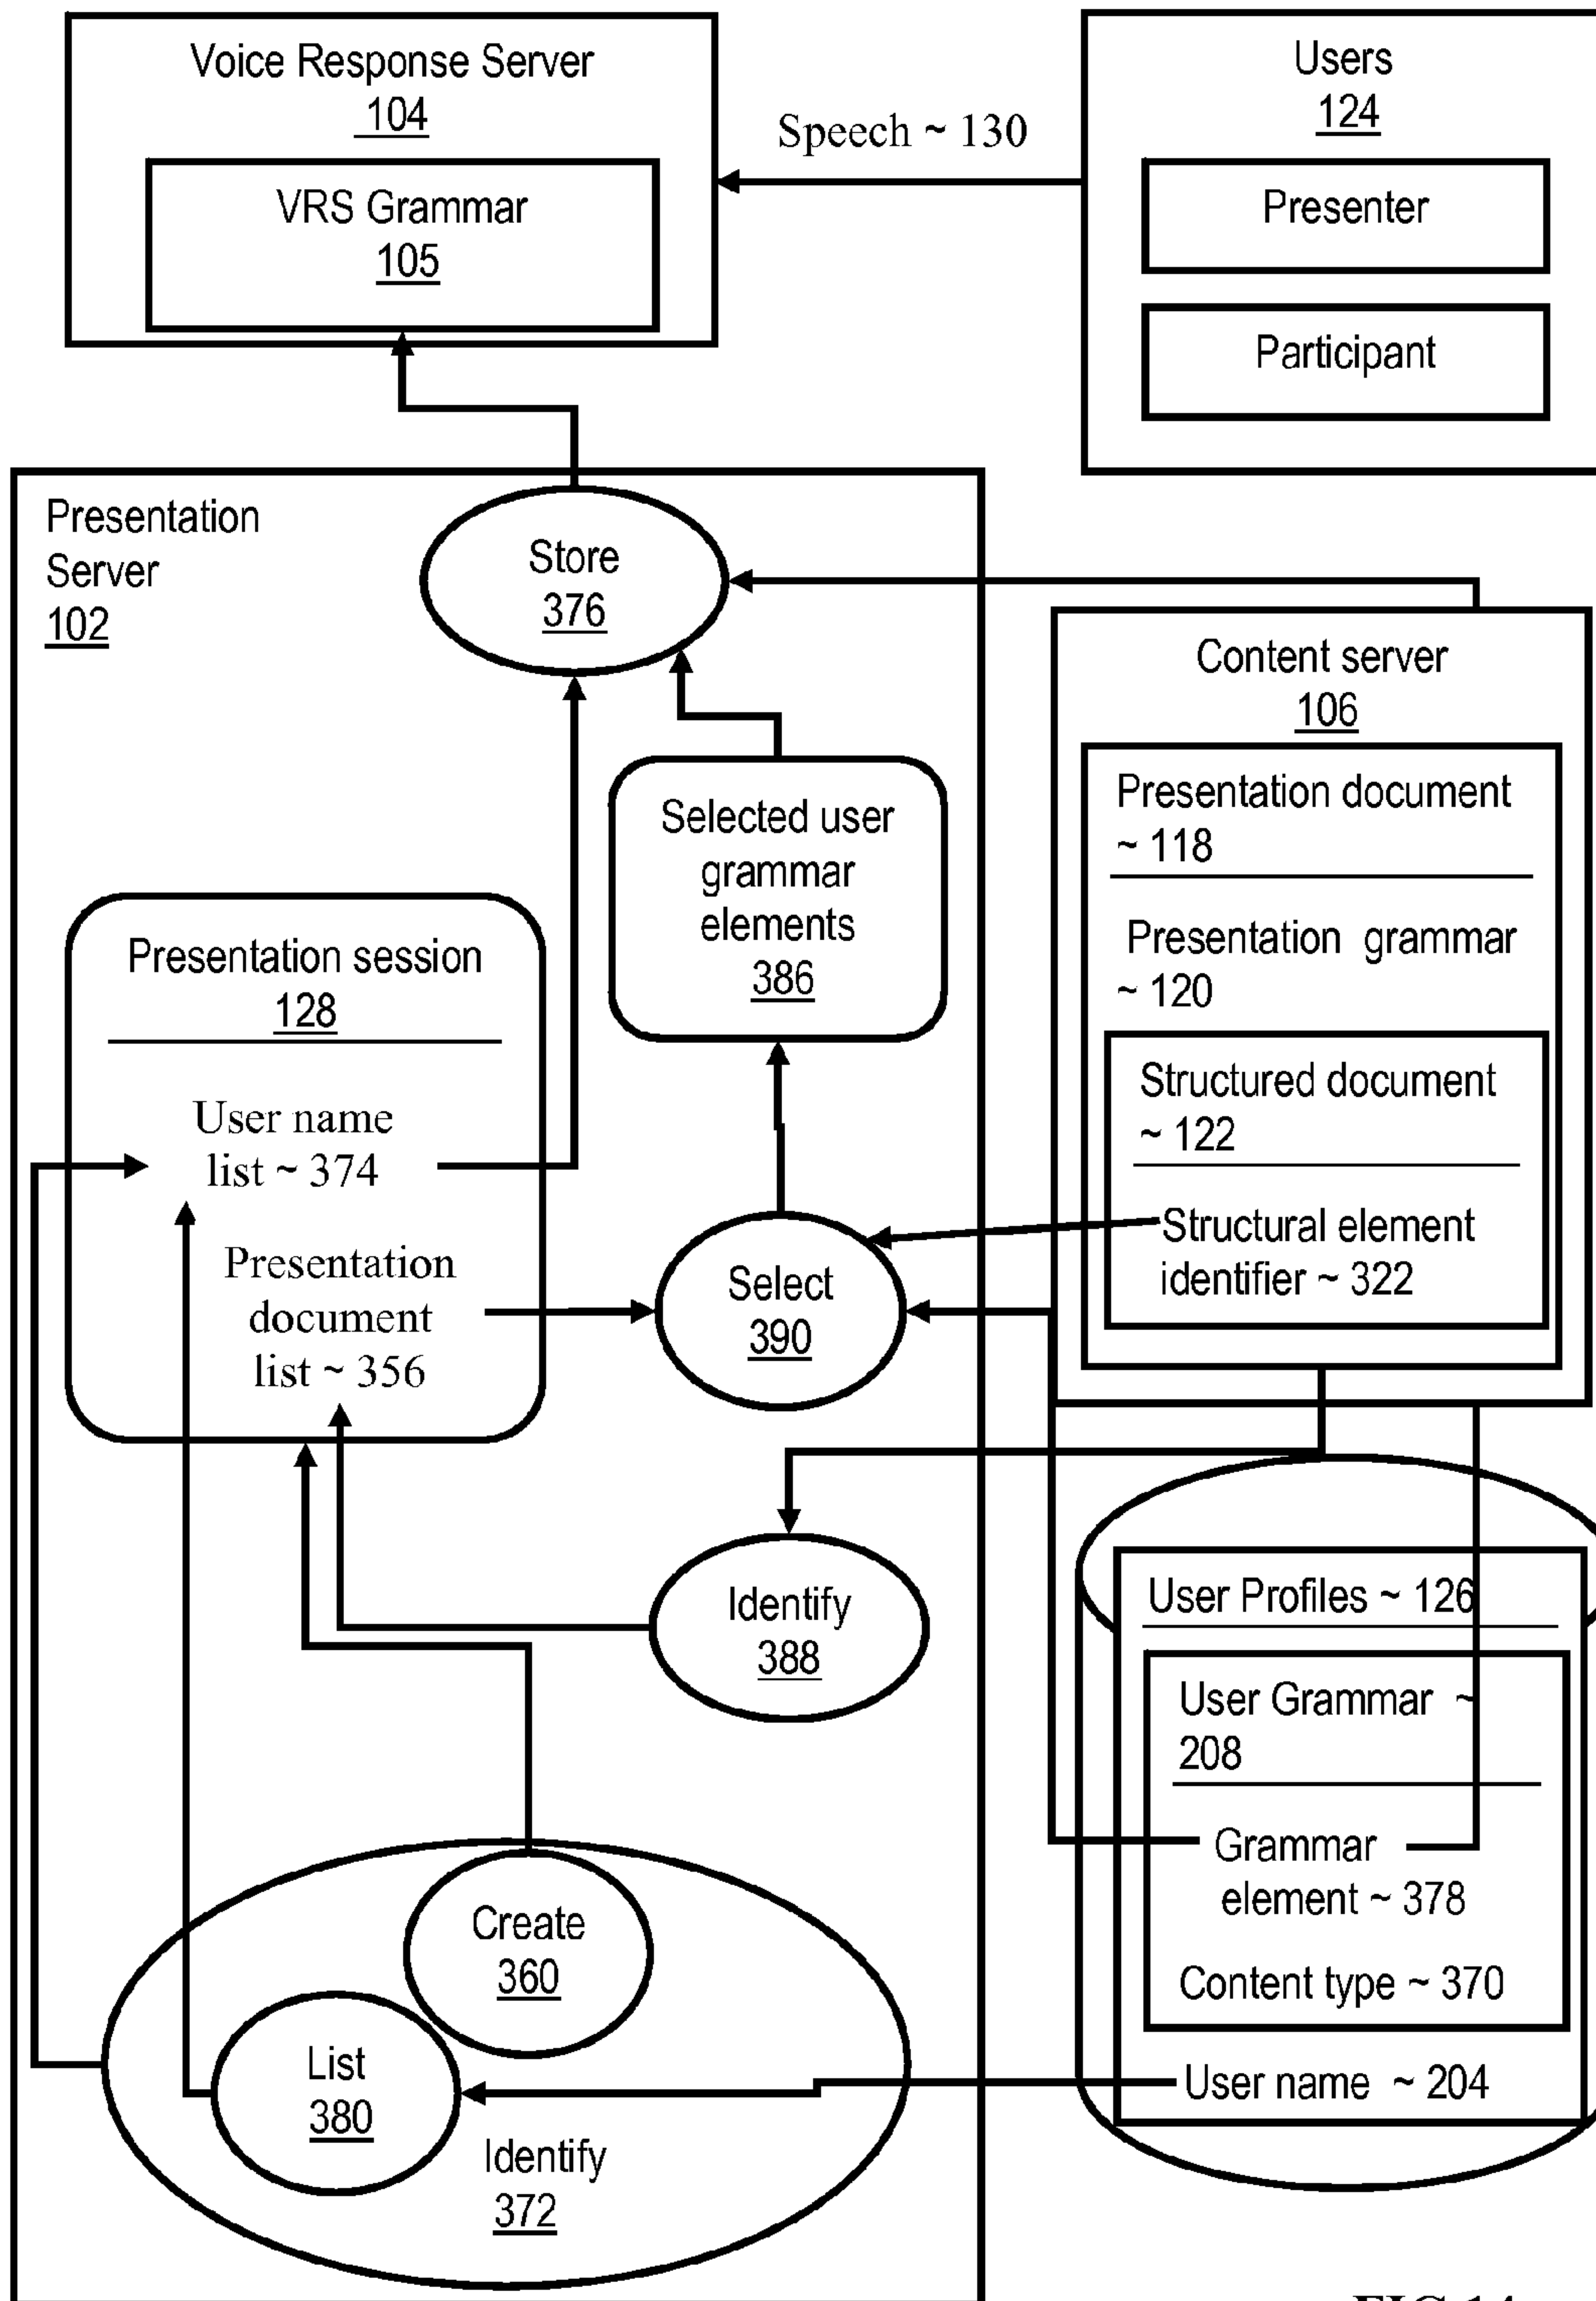 Voice Response Server
104
VRS Grammar
105
Speech ~ 130
Users
124
Presenter
Participant
Presentation
Server
102
Store
376
Content server
106
Presentation document
~ 118
Presentation grammar
~ 120
Structured document
~ 122
Structural element
identifier ~ 322
Selected user
grammar
elements
386
Presentation session
128
User name
list ~ 374
Presentation
document
list ~ 356
Select
390
Identify
388
User Profiles ~ 126
User Grammar ~
208
Grammar
element ~ 378
Content type ~ 370
User name ~ 204
Create
360
List
380
Identify
372